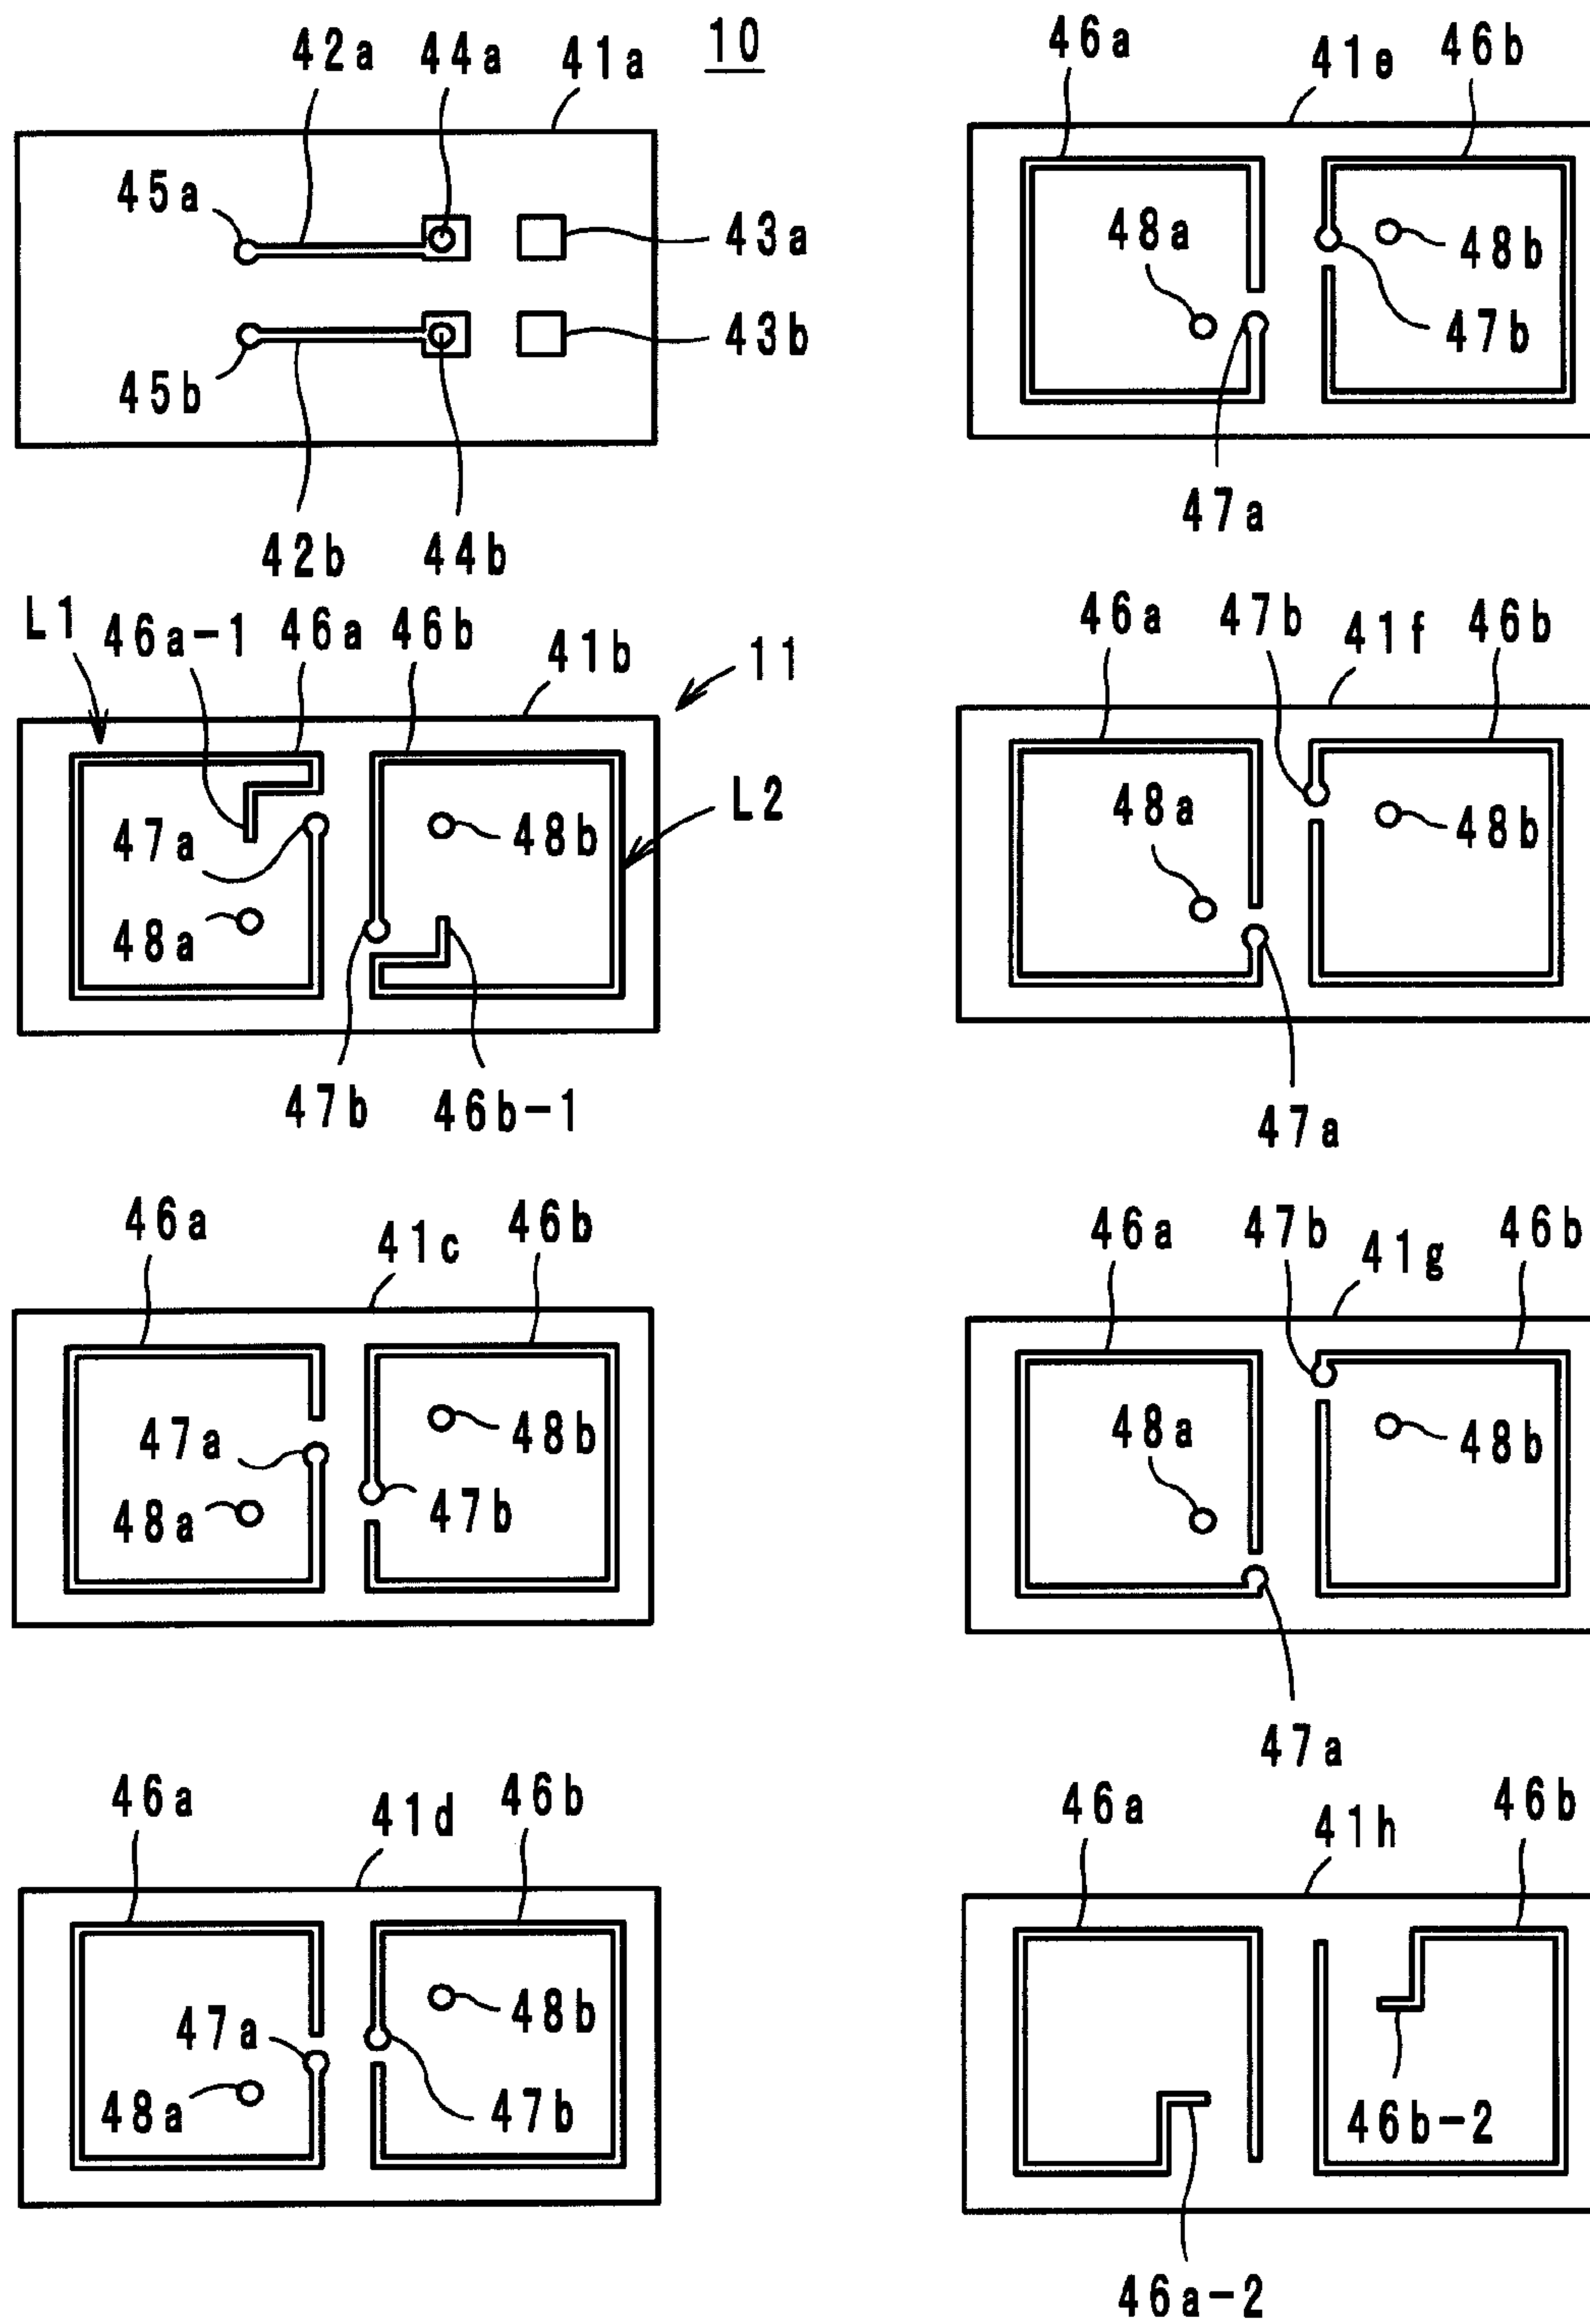 10
42a 44a 41a
45a
43a
43b
45b
42b 44b
L1 46a-1 46a 46b 41b 11
L2
47a 48b
48a
47b 46b-1
46a 41c 46b
47a 48b
48a 47b
46a 41d 46b
47a 48b
48a 47b
46a 41e 46b
48a 48b
47b
47a
46a 47b 41f 46b
48a 48b
47a
46a 47b 41g 46b
48a 48b
47a
46a 41h 46b
46b-2
46a-2